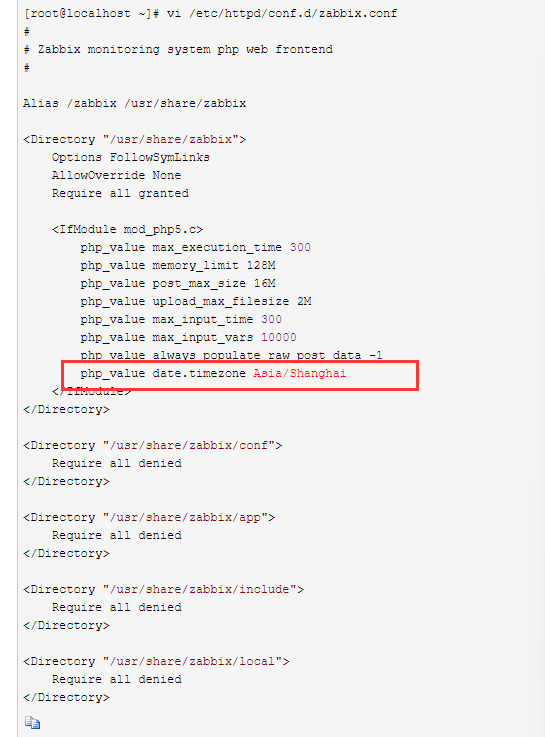 [root@localhost ~]# vi /etc/httpd/conf.d/zabbix.conf
#
# Zabbix monitoring system php web frontend
#
Alias /zabbix /usr/share/zabbix
<Directory "/usr/share/zabbix">
    Options FollowSymLinks
    AllowOverride None
    Require all granted
    <IfModule mod_php5.c>
        php_value max_execution_time 300
        php_value memory_limit 128M
        php_value post_max_size 16M
        php_value upload_max_filesize 2M
        php_value max_input_time 300
        php_value max_input_vars 10000
        php_value always_populate_raw_post_data -1
        php_value date.timezone Asia/Shanghai
    </IfModule>
</Directory>
<Directory "/usr/share/zabbix/conf">
    Require all denied
</Directory>
<Directory "/usr/share/zabbix/app">
    Require all denied
</Directory>
<Directory "/usr/share/zabbix/include">
    Require all denied
</Directory>
<Directory "/usr/share/zabbix/local">
    Require all denied
</Directory>